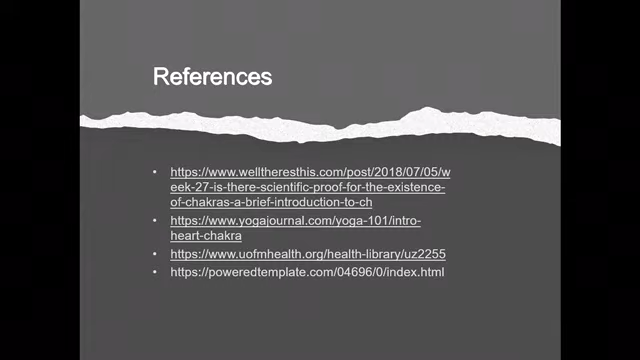 References
• https://www.welltheresthis.com/post/2018/07/05/w
eek-27-is-there-scientific-proof-for-the-existence-
of-chakras-a-brief-introduction-to-ch
• https://www.yogajournal.com/yoga-101/intro-
heart-chakra
• https://www.uofmhealth.org/health-library/uz2255
• https://poweredtemplate.com/04696/0/index.html